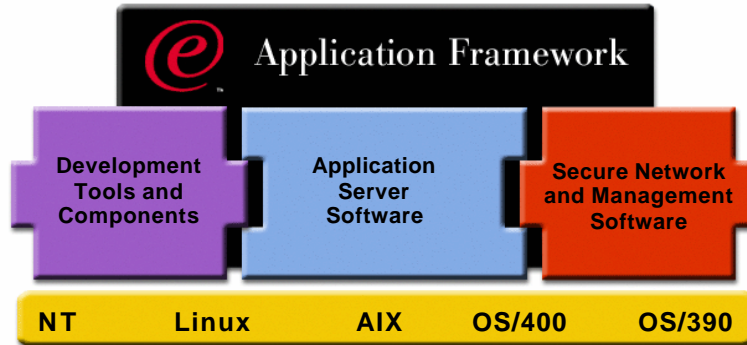 e Application Framework
TM
Development
Tools and
Components
Application
Server
Software
Secure Network
and Management
Software
NT Linux AIX OS/400 OS/390